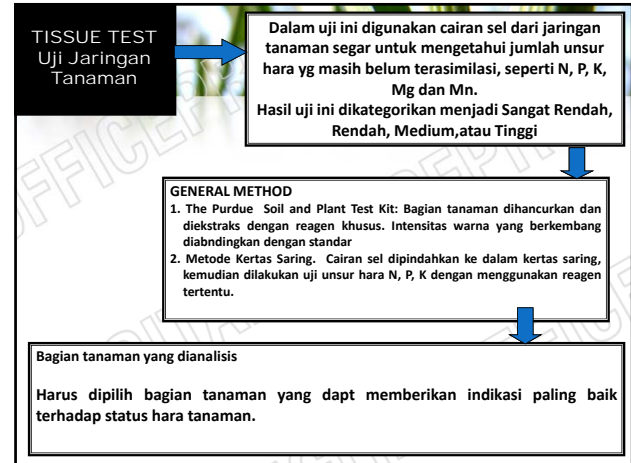 TISSUE TEST
Uji Jaringan
Tanaman
Dalam uji ini digunakan cairan sel dari jaringan
tanaman segar untuk mengetahui jumlah unsur
hara yg masih belum terasimilasi, seperti N, P, K,
Mg dan Mn.
Hasil uji ini dikategorikan menjadi Sangat Rendah,
Rendah, Medium,atau Tinggi
GENERAL METHOD
1. The Purdue Soil and Plant Test Kit: Bagian tanaman dihancurkan dan
diekstraks dengan reagen khusus. Intensitas warna yang berkembang
diabndingkan dengan standar
2. Metode Kertas Saring. Cairan sel dipindahkan ke dalam kertas saring,
kemudian dilakukan uji unsur hara N, P, K dengan menggunakan reagen
tertentu.
Bagian tanaman yang dianalisis
Harus dipilih bagian tanaman yang dapt memberikan indikasi paling baik
terhadap status hara tanaman.